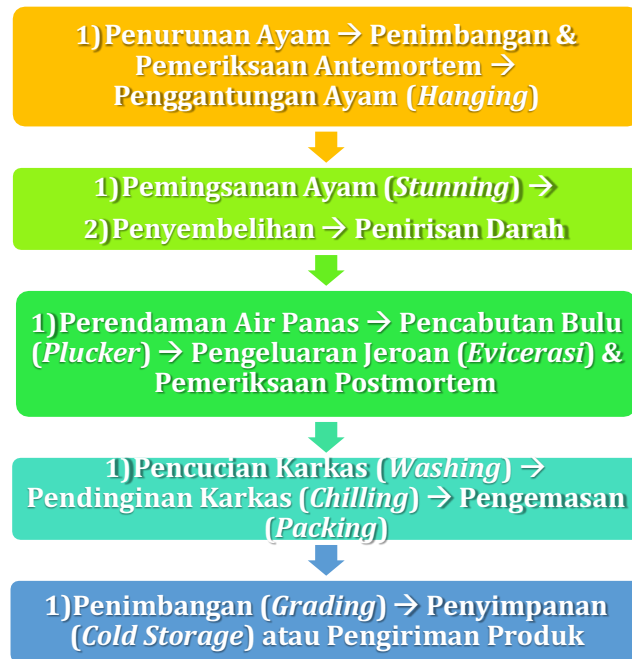 1)Penurunan Ayam → Penimbangan &
Pemeriksaan Antemortem →
Penggantungan Ayam (Hanging)
1)Pemingsanan Ayam (Stunning) →
2)Penyembelihan → Penirisan Darah
1)Perendaman Air Panas → Pencabutan Bulu
(Plucker) → Pengeluaran Jeroan (Evicerasi) &
Pemeriksaan Postmortem
1)Pencucian Karkas (Washing) →
Pendinginan Karkas (Chilling) → Pengemasan
(Packing)
1)Penimbangan (Grading) → Penyimpanan
(Cold Storage) atau Pengiriman Produk